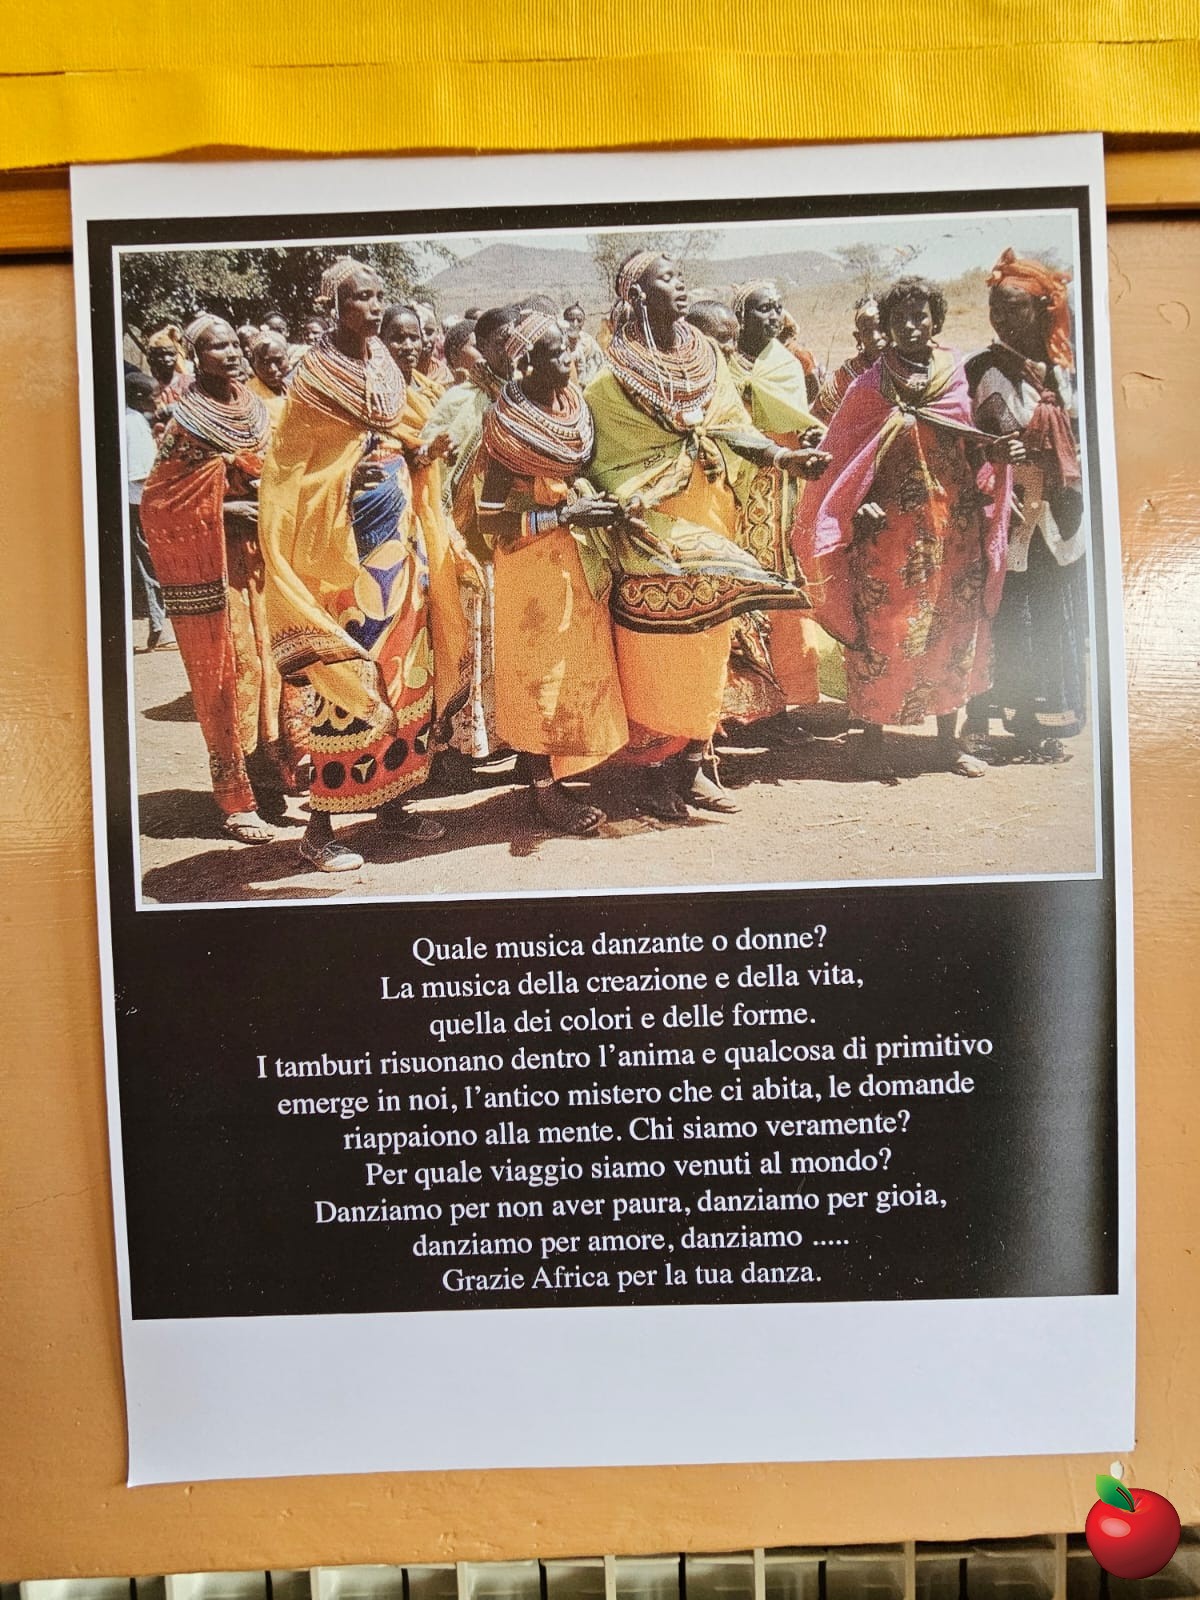 Quale musica danzante o donne?
La musica della creazione e della vita,
quella dei colori e delle forme.
I tamburi risuonano dentro l'anima e qualcosa di primitivo
emerge in noi, l'antico mistero che ci abita, le domande
riappaiono alla mente. Chi siamo veramente?
Per quale viaggio siamo venuti al mondo?
Danziamo per non aver paura, danziamo per gioia,
danziamo per amore, danziamo .....
Grazie Africa per la tua danza.